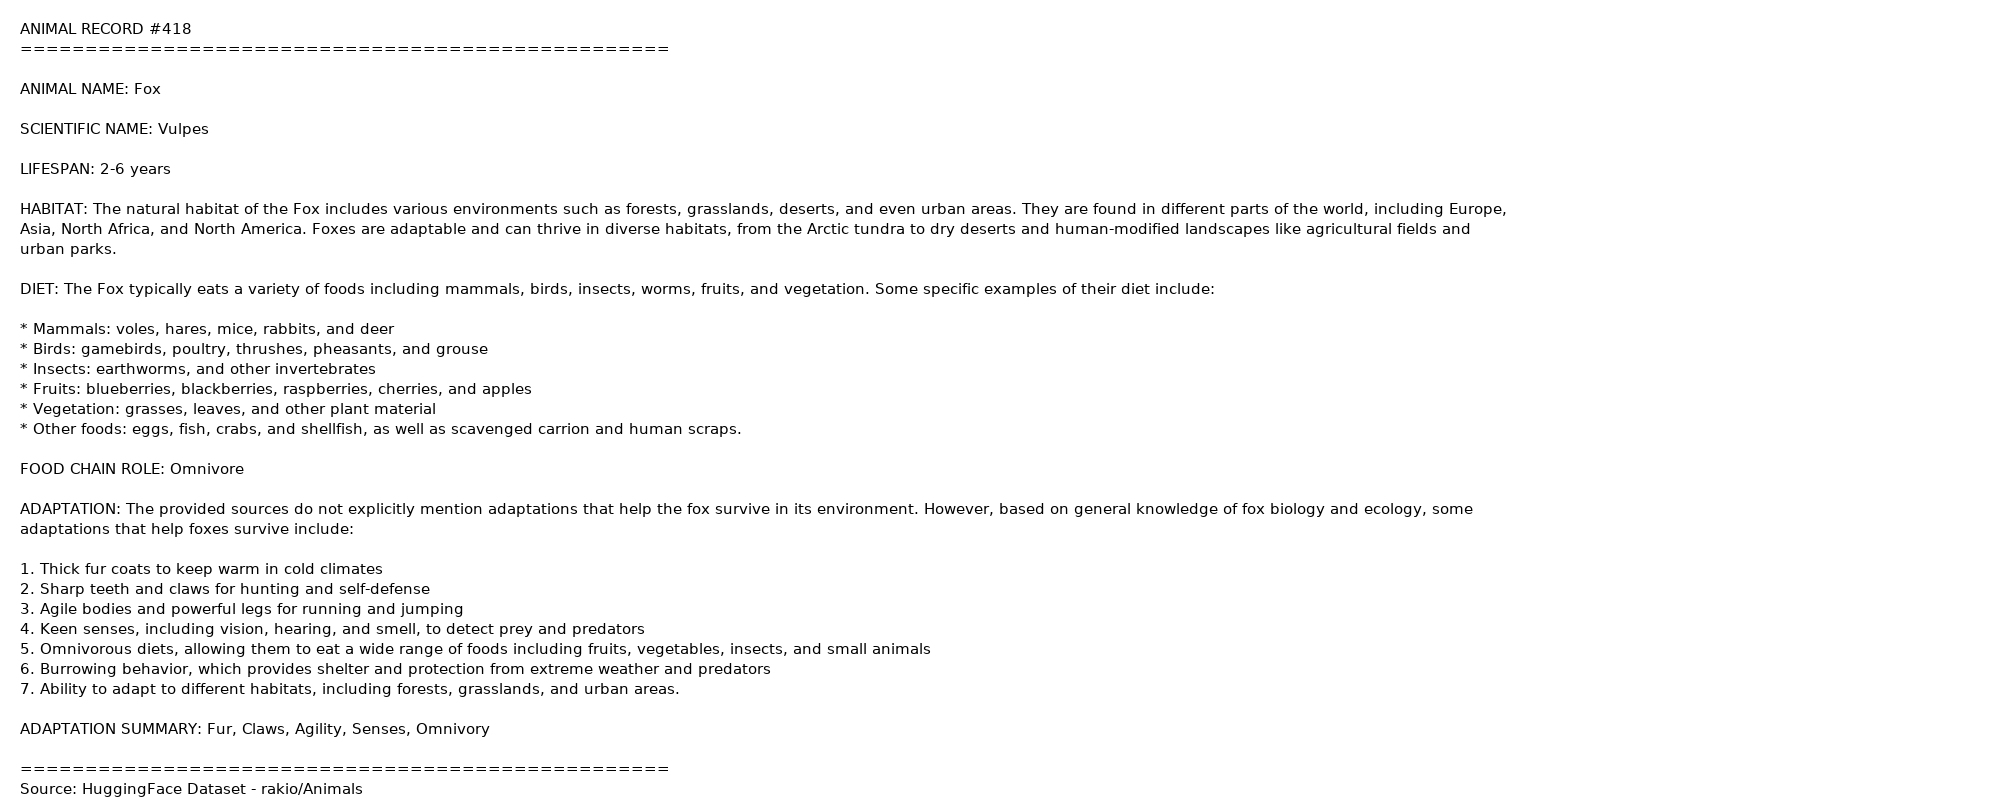 ANIMAL RECORD #418
==================================================
ANIMAL NAME: Fox
SCIENTIFIC NAME: Vulpes
LIFESPAN: 2-6 years
HABITAT: The natural habitat of the Fox includes various environments such as forests, grasslands, deserts, and even urban areas. They are found in different parts of the world, including Europe,
Asia, North Africa, and North America. Foxes are adaptable and can thrive in diverse habitats, from the Arctic tundra to dry deserts and human-modified landscapes like agricultural fields and
urban parks.
DIET: The Fox typically eats a variety of foods including mammals, birds, insects, worms, fruits, and vegetation. Some specific examples of their diet include:
* Mammals: voles, hares, mice, rabbits, and deer
* Birds: gamebirds, poultry, thrushes, pheasants, and grouse
* Insects: earthworms, and other invertebrates
* Fruits: blueberries, blackberries, raspberries, cherries, and apples
* Vegetation: grasses, leaves, and other plant material
* Other foods: eggs, fish, crabs, and shellfish, as well as scavenged carrion and human scraps.
FOOD CHAIN ROLE: Omnivore
ADAPTATION: The provided sources do not explicitly mention adaptations that help the fox survive in its environment. However, based on general knowledge of fox biology and ecology, some
adaptations that help foxes survive include:
1. Thick fur coats to keep warm in cold climates
2. Sharp teeth and claws for hunting and self-defense
3. Agile bodies and powerful legs for running and jumping
4. Keen senses, including vision, hearing, and smell, to detect prey and predators
5. Omnivorous diets, allowing them to eat a wide range of foods including fruits, vegetables, insects, and small animals
6. Burrowing behavior, which provides shelter and protection from extreme weather and predators
7. Ability to adapt to different habitats, including forests, grasslands, and urban areas.
ADAPTATION SUMMARY: Fur, Claws, Agility, Senses, Omnivory
==================================================
Source: HuggingFace Dataset - rakio/Animals